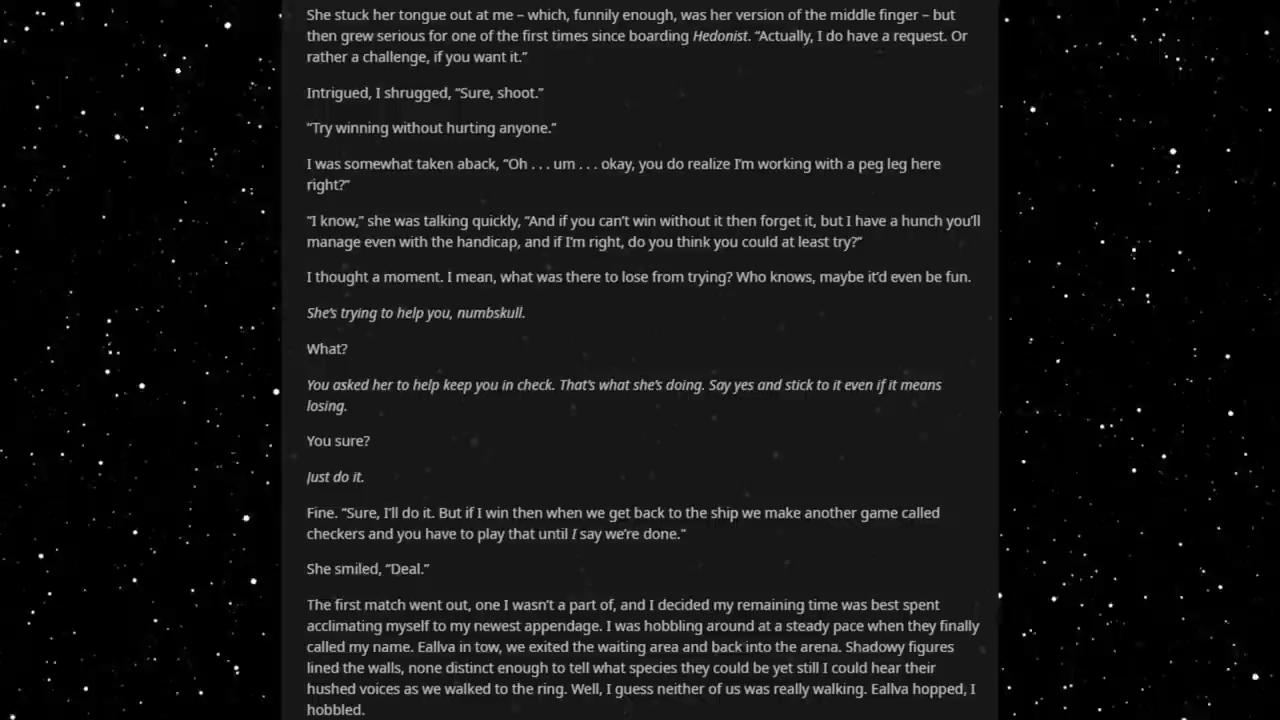 She stuck her tongue out at me – which, funnily enough, was her version of the middle finger – but
then grew serious for one of the first times since boarding Hedonist. “Actually, I do have a request. Or
rather a challenge, if you want it.”
Intrigued, I shrugged, “Sure, shoot.”
“Try winning without hurting anyone.”
I was somewhat taken aback, “Oh . . . um . . . okay, you do realize I’m working with a peg leg here
right?”
“I know,” she was talking quickly, “And if you can’t win without it then forget it, but I have a hunch you’ll
manage even with the handicap, and if I’m right, do you think you could at least try?”
I thought a moment. I mean, what was there to lose from trying? Who knows, maybe it’d even be fun.
She’s trying to help you, numbskull.
What?
You asked her to help keep you in check. That’s what she’s doing. Say yes and stick to it even if it means
losing.
You sure?
Just do it.
Fine. “Sure, I’ll do it. But if I win then when we get back to the ship we make another game called
checkers and you have to play that until I say we’re done.”
She smiled, “Deal.”
The first match went out, one I wasn’t a part of, and I decided my remaining time was best spent
acclimating myself to my newest appendage. I was hobbling around at a steady pace when they finally
called my name. Eallva in tow, we exited the waiting area and back into the arena. Shadowy figures
lined the walls, none distinct enough to tell what species they could be yet still I could hear their
hushed voices as we walked to the ring. Well, I guess neither of us was really walking. Eallva hopped, I
hobbled.